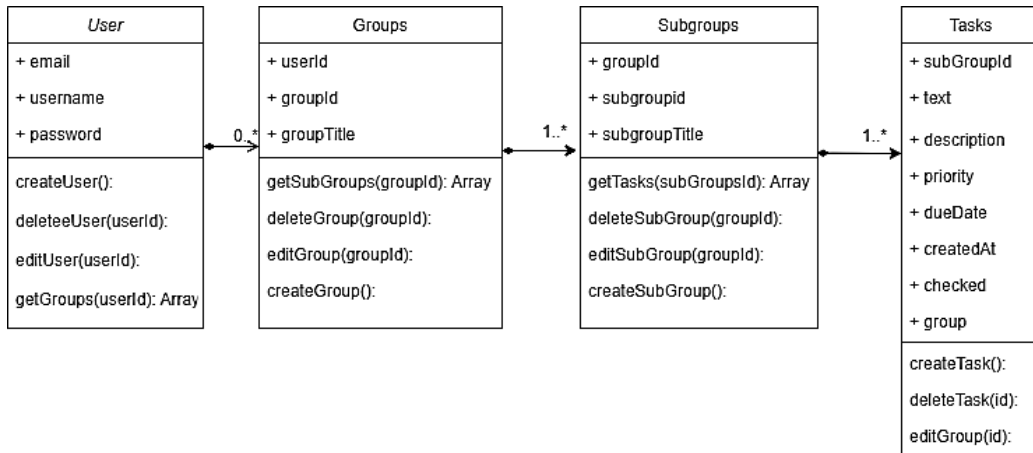 User
+ email
+ username
+ password
createUser():
deleteeUser(userId):
editUser(userId):
getGroups(userId): Array
0..*
Groups
+ userId
+ groupId
+ groupTitle
getSubGroups(groupId): Array
deleteGroup(groupId):
editGroup(groupId):
createGroup():
1..*
Subgroups
+ groupId
+ subgroupid
+ subgroupTitle
getTasks(subGroupsId): Array
deleteSubGroup(groupId):
editSubGroup(groupId):
createSubGroup():
1..*
Tasks
+ subGroupId
+ text
+ description
+ priority
+ dueDate
+ createdAt
+ checked
+ group
createTask():
deleteTask(id):
editGroup(id):